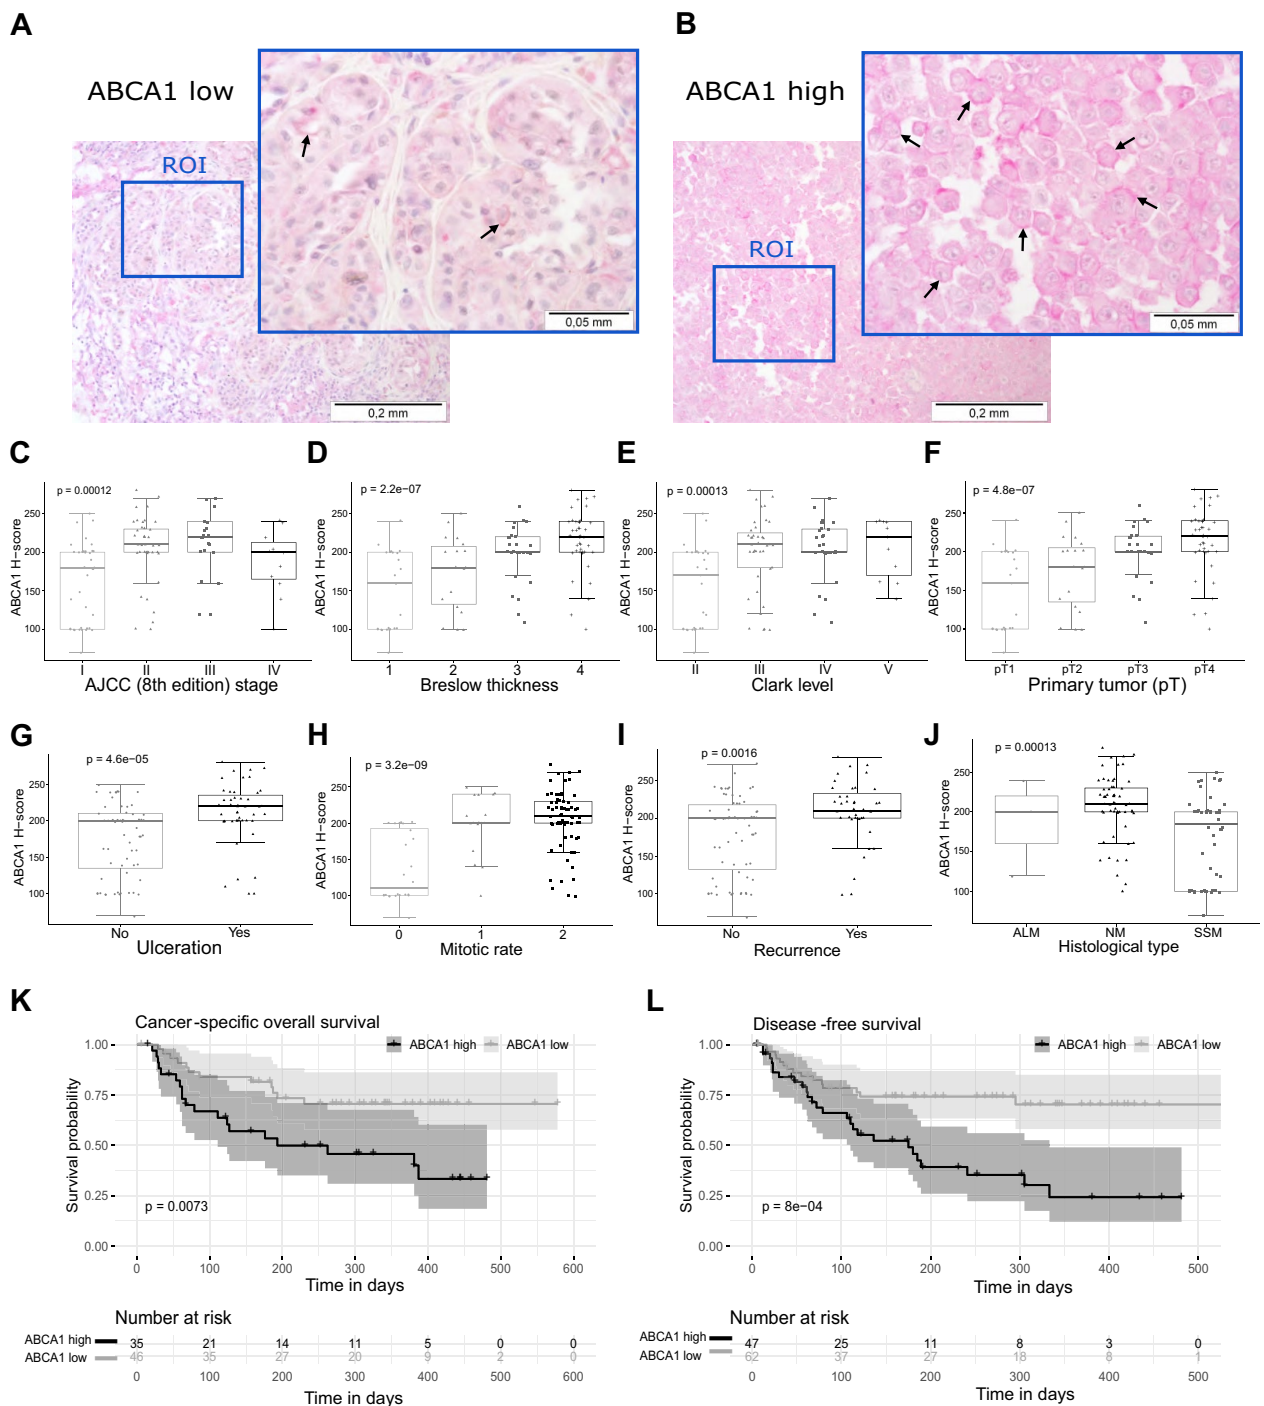 A
B
ABCA1 low
ABCA1 high
ROI
ROI
0,05 mm
0,05 mm
0,2 mm
0,2 mm
C
p = 0.00012
ABCA1 H−score
250
200
150
100
I II III IV
AJCC (8th edition) stage
D
p = 2.2e−07
ABCA1 H−score
250
200
150
100
1 2 3 4
Breslow thickness
E
p = 0.00013
ABCA1 H−score
250
200
150
100
II III IV V
Clark level
F
p = 4.8e−07
ABCA1 H−score
250
200
150
100
pT1 pT2 pT3 pT4
Primary tumor (pT)
G
p = 4.6e−05
ABCA1 H−score
250
200
150
100
No Yes
Ulceration
H
p = 3.2e−09
ABCA1 H−score
250
200
150
100
0 1 2
Mitotic rate
I
p = 0.0016
ABCA1 H−score
250
200
150
100
No Yes
Recurrence
J
p = 0.00013
ABCA1 H−score
250
200
150
100
ALM NM SSM
Histological type
K
Cancer-specific overall survival
ABCA1 high ABCA1 low
Survival probability
1.00
0.75
0.50
0.25
0.00
p = 0.0073
0 100 200 300 400 500 600
Time in days
Number at risk
ABCA1 high 35 21 14 11 5 0 0
ABCA1 low 46 35 27 20 9 2 0
0 100 200 300 400 500 600
Time in days
L
Disease -free survival
ABCA1 high ABCA1 low
Survival probability
1.00
0.75
0.50
0.25
0.00
p = 8e−04
0 100 200 300 400 500
Time in days
Number at risk
ABCA1 high 47 25 11 8 3 0
ABCA1 low 62 37 27 18 8 1
0 100 200 300 400 500
Time in days